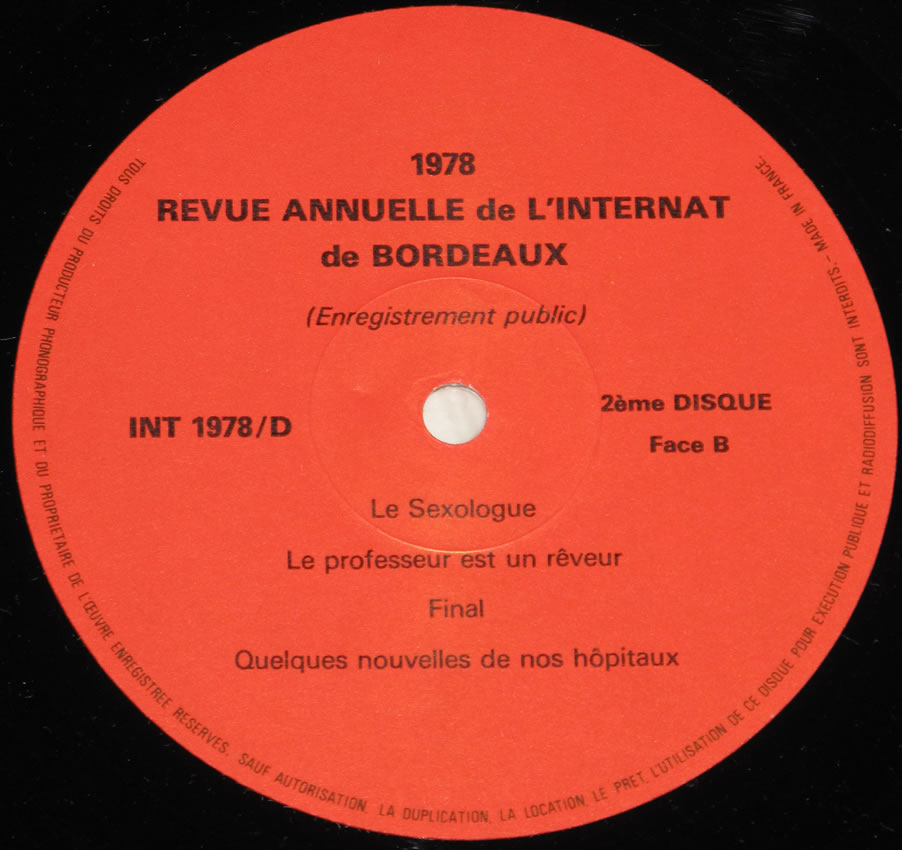 1978
REVUE ANNUELLE de L'INTERNAT
de BORDEAUX
(Enregistrement public)
INT 1978/D
2ème DISQUE
Face B
Le Sexologue
Le professeur est un rêveur
Final
Quelques nouvelles de nos hôpitaux
TOUS DROITS DU PRODUCTEUR PHONOGRAPHIQUE ET DU PROPRIETAIRE DE L'ŒUVRE ENREGISTREE RESERVES. SAUF AUTORISATION, LA DUPLICATION, LA LOCATION, LE PRET, L'UTILISATION DE CE DISQUE POUR EXECUTION PUBLIQUE ET RADIODIFFUSION SONT INTERDITS.- MADE IN FRANCE.